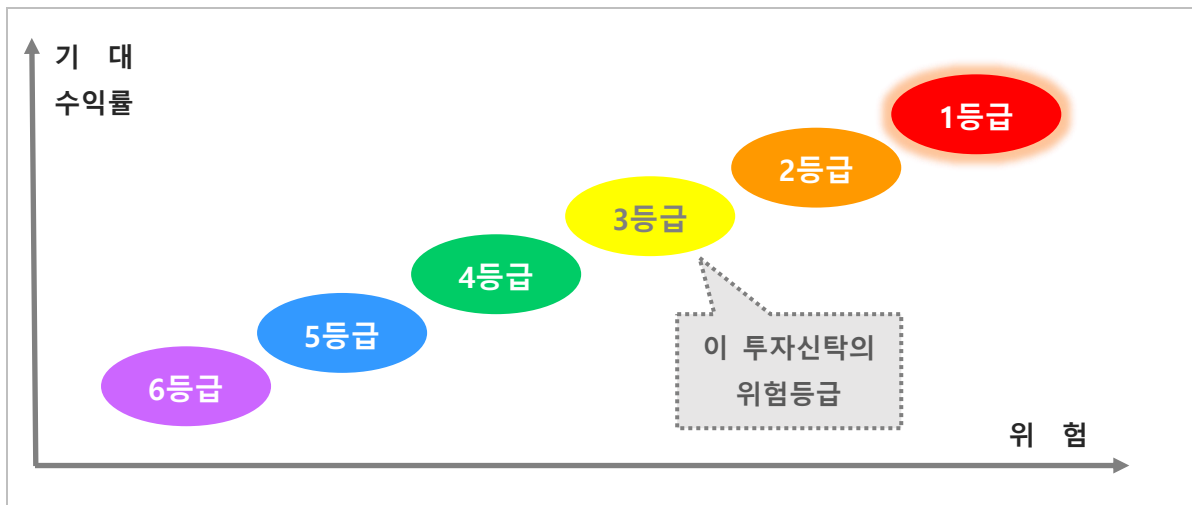 기 대
수익률
1등급
2등급
3등급
4등급
5등급
6등급
이 투자신탁의
위험등급
위 험